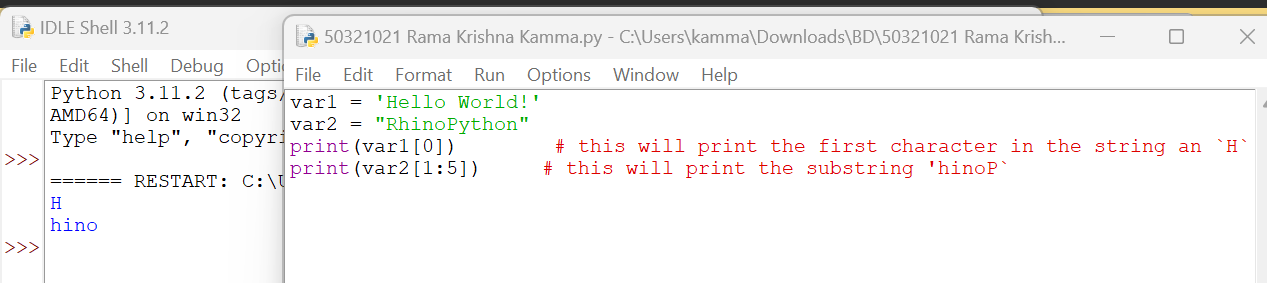 IDLE Shell 3.11.2
File Edit Shell Debug
Python 3.11.2 (tags/
AMD64)] on win32
Type "help", "copyri
>>>
====== RESTART: C:\U
H
hino
>>>
50321021 Rama Krishna Kamma.py - C:\Users\kamma\Downloads\BD\50321021 Rama Krish...
File Edit Format Run Options Window Help
var1 = 'Hello World!'
var2 = "RhinoPython"
print(var1[0]) # this will print the first character in the string an `H`
print(var2[1:5]) # this will print the substring 'hinoP`